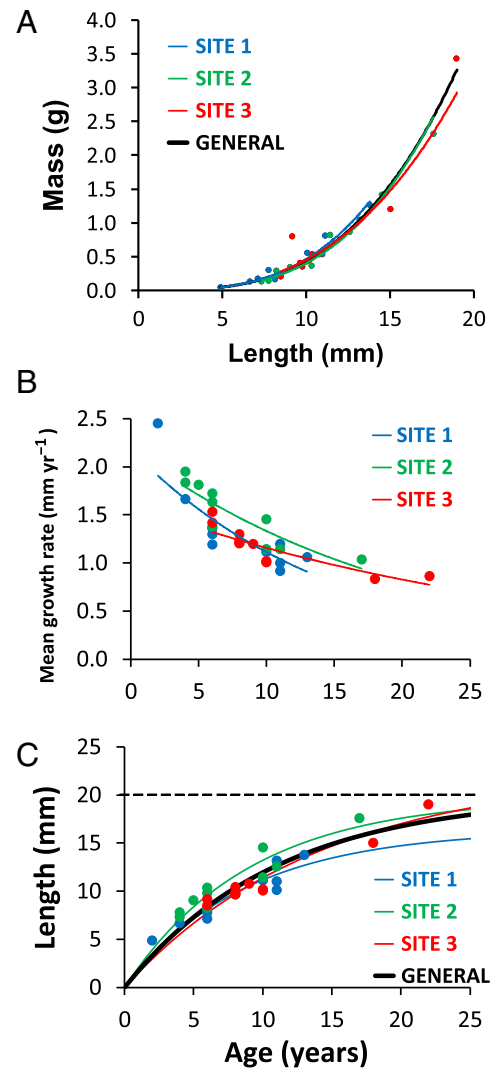 A
SITE 1
SITE 2
SITE 3
GENERAL
Mass (g)
4.0
3.5
3.0
2.5
2.0
1.5
1.0
0.5
0.0
0 5 10 15 20
Length (mm)
B
SITE 1
SITE 2
SITE 3
Mean growth rate (mm yr⁻¹)
2.5
2.0
1.5
1.0
0.5
0.0
0 5 10 15 20 25
C
Length (mm)
25
20
15
10
5
0
SITE 1
SITE 2
SITE 3
GENERAL
0 5 10 15 20 25
Age (years)